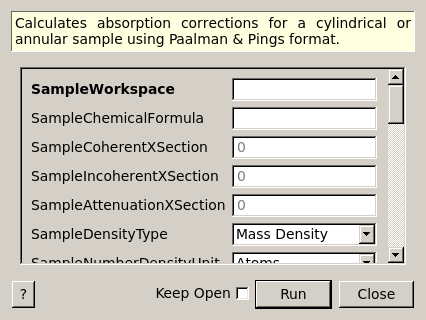 Calculates absorption corrections for a cylindrical or
annular sample using Paalman & Pings format.
SampleWorkspace
SampleChemicalFormula
SampleCoherentXSection 0
SampleIncoherentXSection 0
SampleAttenuationXSection 0
SampleDensityType Mass Density
SampleNumberDensityUnit Atoms
? Keep Open Run Close